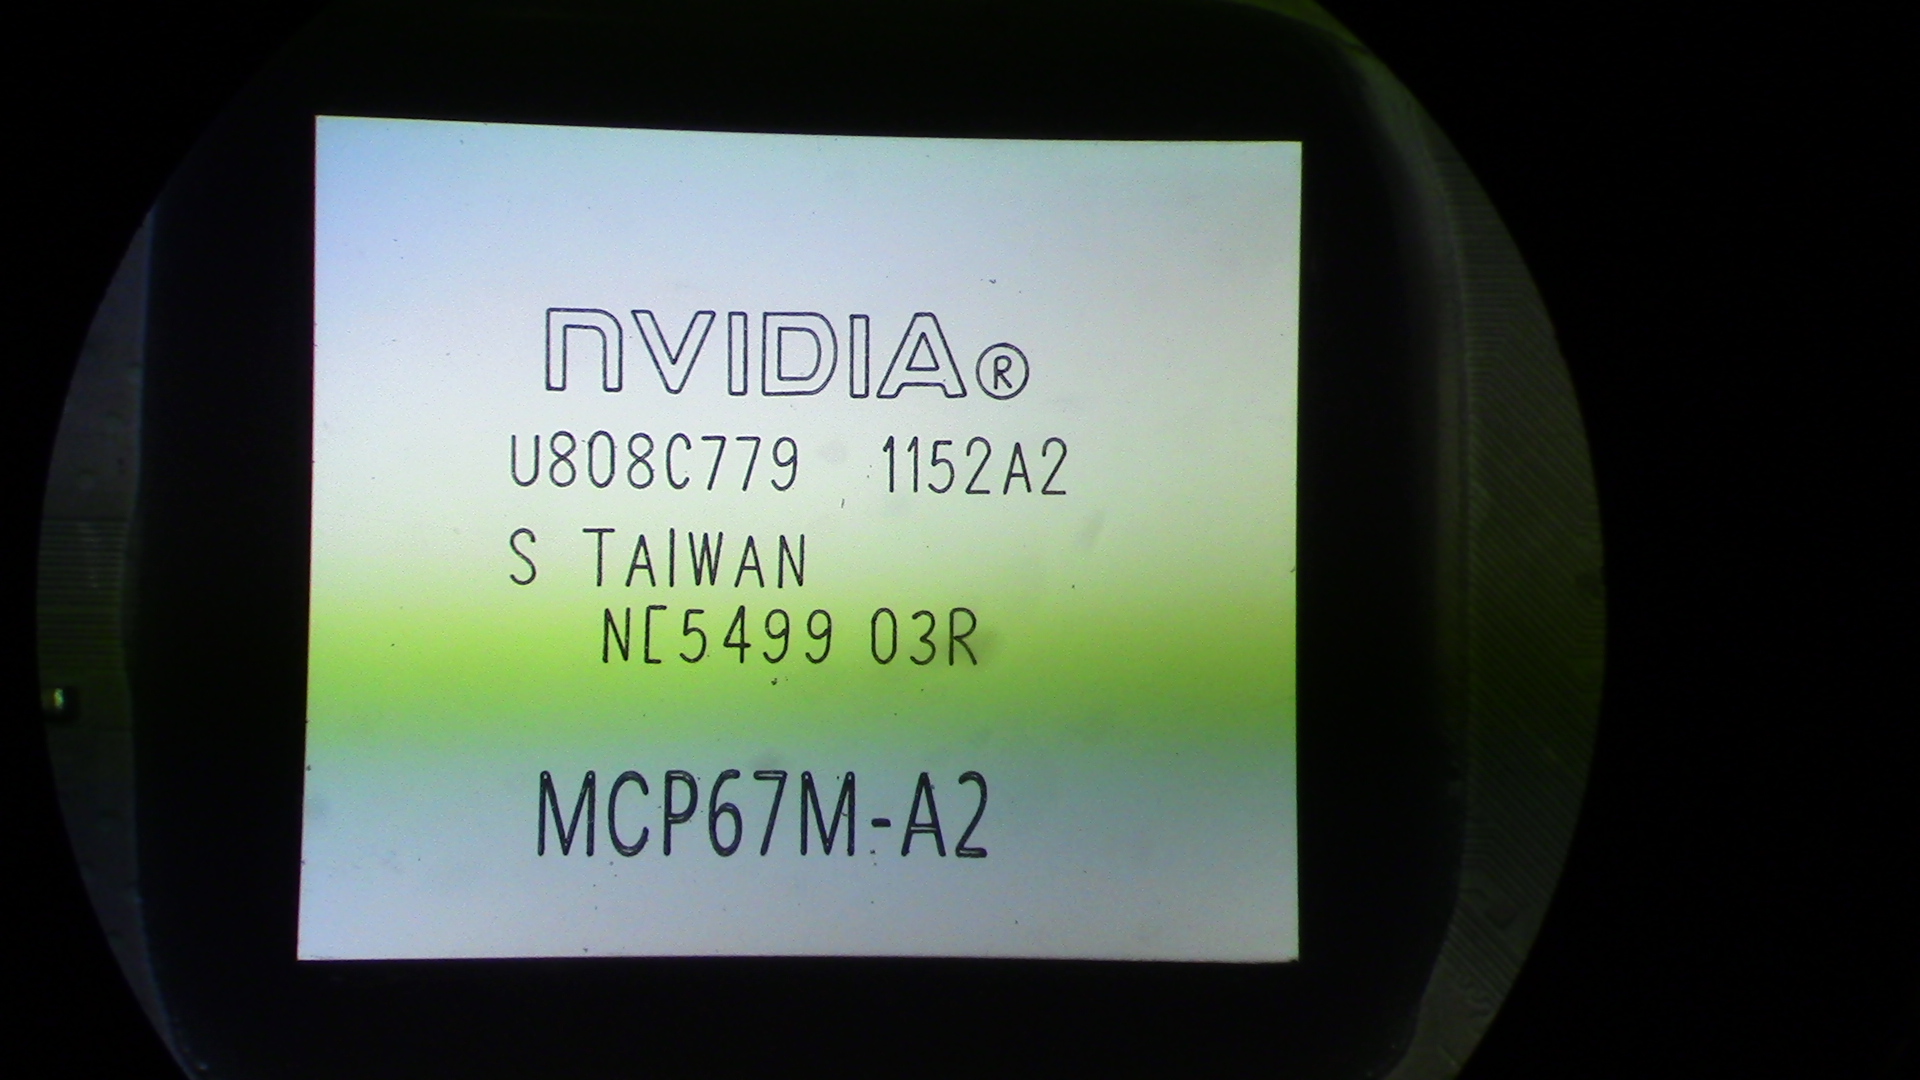 nVIDIA®
U808C779 1152A2
S TAIWAN
NC5499 03R
MCP67M-A2